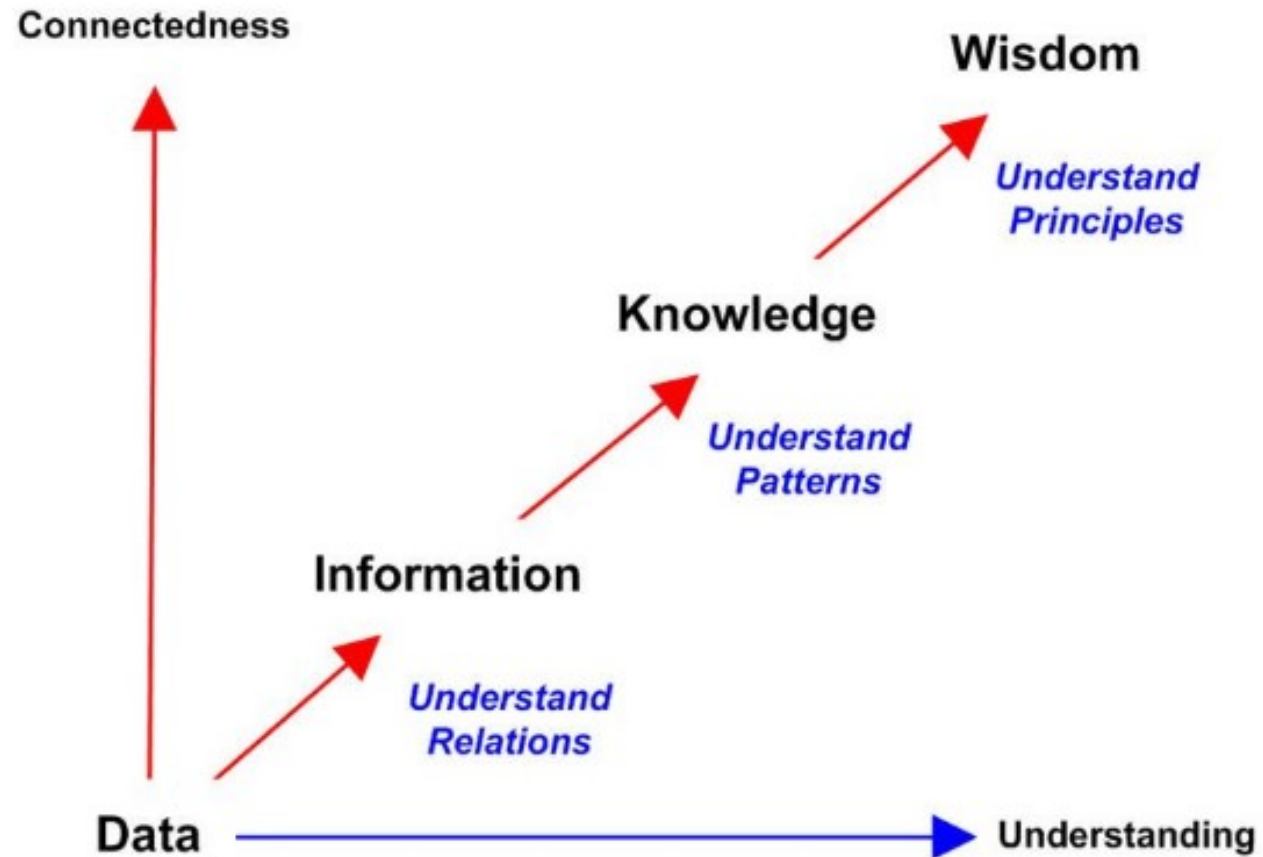 Connectedness
Wisdom
Understand
Principles
Knowledge
Understand
Patterns
Information
Understand
Relations
Data
Understanding